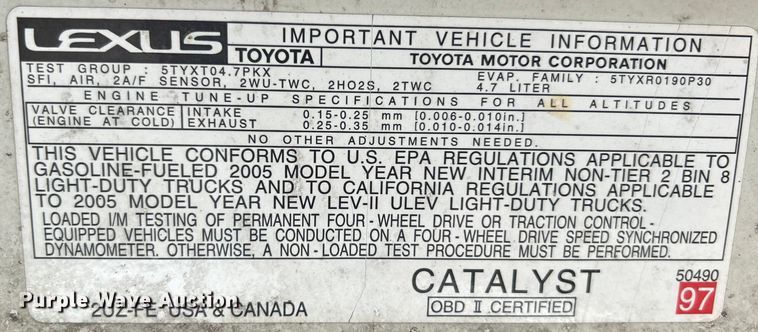 LEXUS TOYOTA IMPORTANT VEHICLE INFORMATION
TOYOTA MOTOR CORPORATION
TEST GROUP : 5TYXT04.7PKX EVAP. FAMILY : 5TYXR0190P30
SFI, AIR, 2A/F SENSOR, 2WU-TWC, 2HO2S, 2TWC 4.7 LITER
ENGINE TUNE-UP SPECIFICATIONS FOR ALL ALTITUDES
VALVE CLEARANCE INTAKE 0.15-0.25 mm [0.006-0.010in.]
(ENGINE AT COLD) EXHAUST 0.25-0.35 mm [0.010-0.014in.]
NO OTHER ADJUSTMENTS NEEDED.
THIS VEHICLE CONFORMS TO U.S. EPA REGULATIONS APPLICABLE TO
GASOLINE-FUELED 2005 MODEL YEAR NEW INTERIM NON-TIER 2 BIN 8
LIGHT-DUTY TRUCKS AND TO CALIFORNIA REGULATIONS APPLICABLE
TO 2005 MODEL YEAR NEW LEV-II ULEV LIGHT-DUTY TRUCKS.
LOADED I/M TESTING OF PERMANENT FOUR-WHEEL DRIVE OR TRACTION CONTROL-
EQUIPPED VEHICLES MUST BE CONDUCTED ON A FOUR-WHEEL DRIVE SPEED SYNCHRONIZED
DYNAMOMETER. OTHERWISE, A NON-LOADED TEST PROCEDURE MUST BE PERFORMED.
CATALYST 50490
Purple Wave Auction
2UZ-FE USA & CANADA OBD II CERTIFIED 97